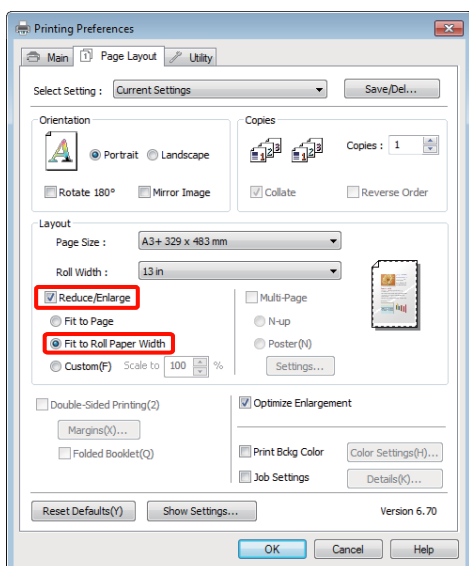 Printing Preferences
Main
Page Layout
Utility
Select Setting :
Current Settings
Save/Del...
Orientation
Portrait
Landscape
Rotate 180°
Mirror Image
Copies
Copies :
1
Collate
Reverse Order
Layout
Page Size :
A3+ 329 x 483 mm
Roll Width :
13 in
Reduce/Enlarge
Fit to Page
Fit to Roll Paper Width
Custom(F)
Scale to
100
%
Multi-Page
N-up
Poster(N)
Settings...
Double-Sided Printing(2)
Margins(X)...
Folded Booklet(Q)
Optimize Enlargement
Print Bckg Color
Color Settings(H)...
Job Settings
Details(K)...
Reset Defaults(Y)
Show Settings...
Version 6.70
OK
Cancel
Help